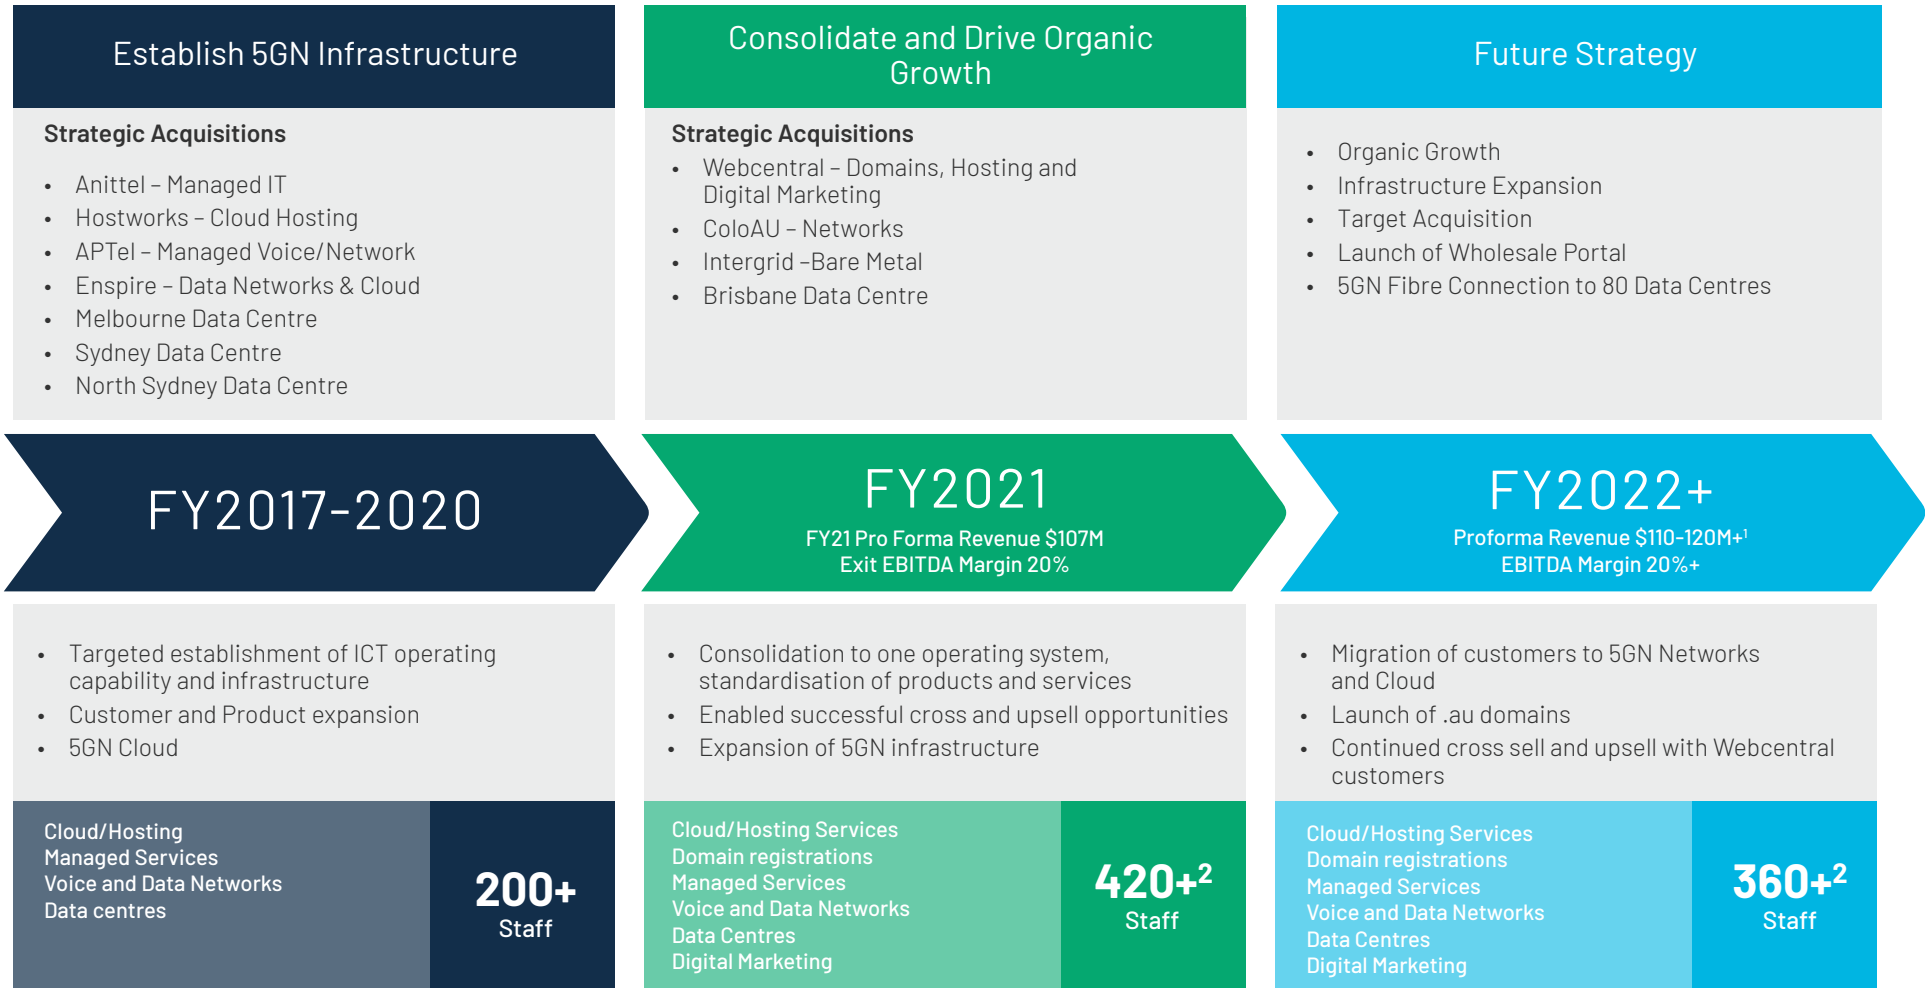 Establish 5GN Infrastructure
Strategic Acquisitions
• Anittel – Managed IT
• Hostworks – Cloud Hosting
• APTel – Managed Voice/Network
• Enspire – Data Networks & Cloud
• Melbourne Data Centre
• Sydney Data Centre
• North Sydney Data Centre
FY2017-2020
• Targeted establishment of ICT operating
capability and infrastructure
• Customer and Product expansion
• 5GN Cloud
Cloud/Hosting
Managed Services
Voice and Data Networks
Data centres
200+
Staff
Consolidate and Drive Organic
Growth
Strategic Acquisitions
• Webcentral – Domains, Hosting and
Digital Marketing
• ColoAU – Networks
• Intergrid –Bare Metal
• Brisbane Data Centre
FY2021
FY21 Pro Forma Revenue $107M
Exit EBITDA Margin 20%
• Consolidation to one operating system,
standardisation of products and services
• Enabled successful cross and upsell opportunities
• Expansion of 5GN infrastructure
Cloud/Hosting Services
Domain registrations
Managed Services
Voice and Data Networks
Data Centres
Digital Marketing
420+²
Staff
Future Strategy
• Organic Growth
• Infrastructure Expansion
• Target Acquisition
• Launch of Wholesale Portal
• 5GN Fibre Connection to 80 Data Centres
FY2022+
Proforma Revenue $110-120M+¹
EBITDA Margin 20%+
• Migration of customers to 5GN Networks
and Cloud
• Launch of .au domains
• Continued cross sell and upsell with Webcentral
customers
Cloud/Hosting Services
Domain registrations
Managed Services
Voice and Data Networks
Data Centres
Digital Marketing
360+²
Staff